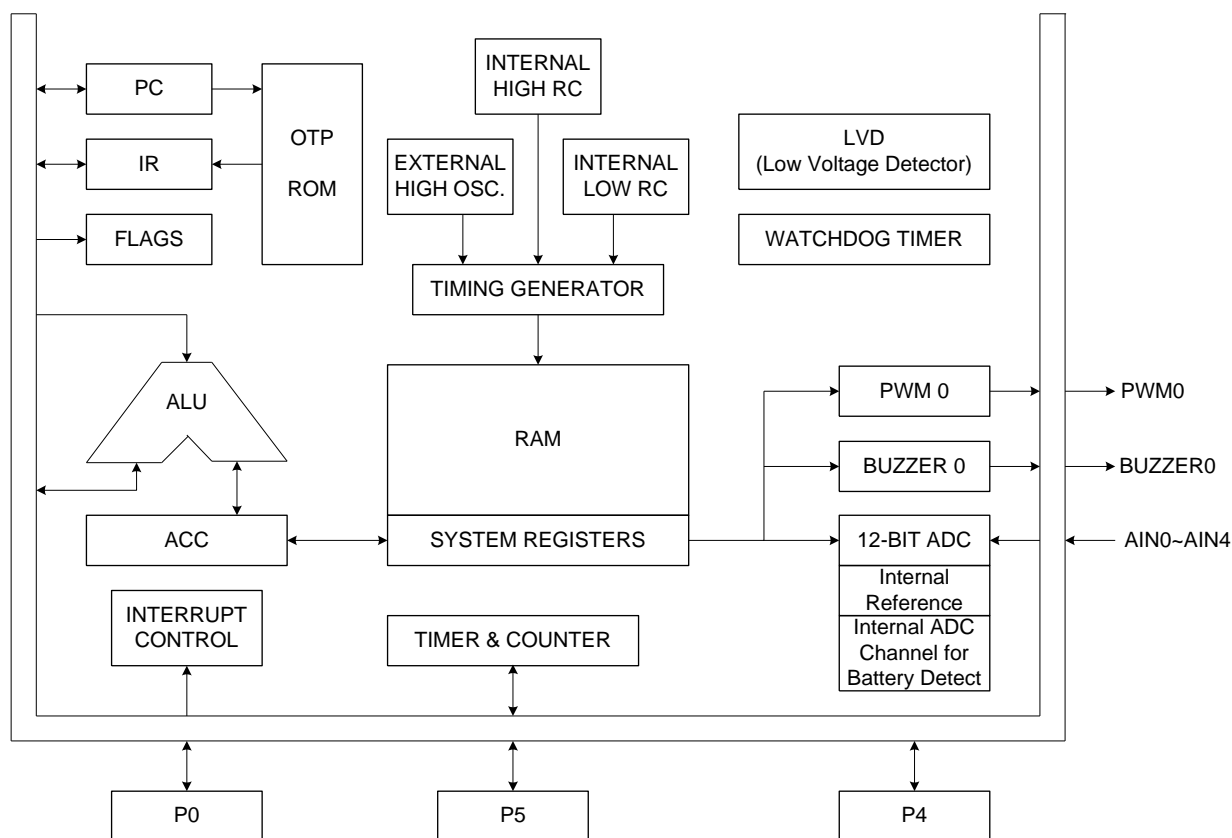 PC
IR
FLAGS
OTP
ROM
INTERNAL
HIGH RC
EXTERNAL
HIGH OSC.
INTERNAL
LOW RC
TIMING GENERATOR
LVD
(Low Voltage Detector)
WATCHDOG TIMER
ALU
ACC
RAM
SYSTEM REGISTERS
PWM 0
PWM0
BUZZER 0
BUZZER0
12-BIT ADC
AIN0~AIN4
Internal
Reference
Internal ADC
Channel for
Battery Detect
INTERRUPT
CONTROL
TIMER & COUNTER
P0
P5
P4